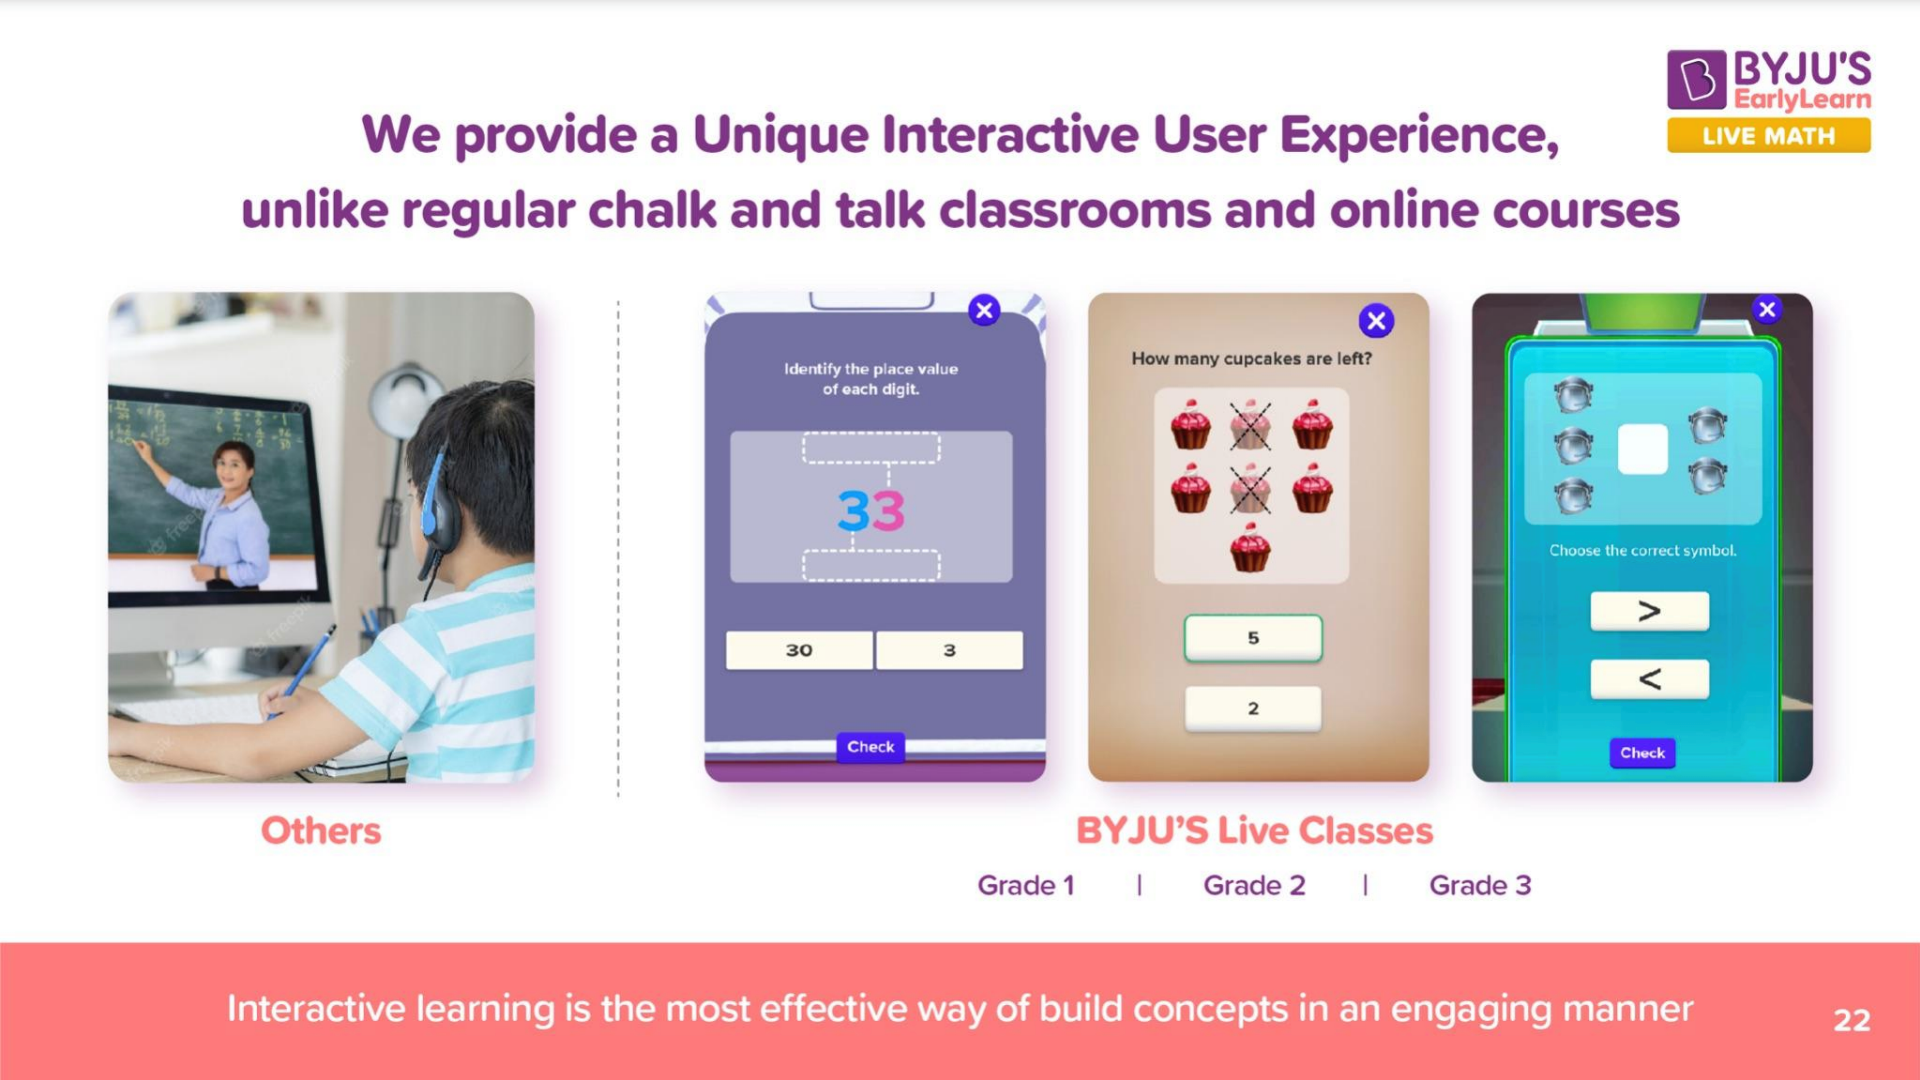 BYJU'S
EarlyLearn
LIVE MATH
We provide a Unique Interactive User Experience,
unlike regular chalk and talk classrooms and online courses
Identify the place value
of each digit.
33
30
3
Check
How many cupcakes are left?
5
2
Choose the correct symbol.
>
<
Check
Others
BYJU'S Live Classes
Grade 1 | Grade 2 | Grade 3
Interactive learning is the most effective way of build concepts in an engaging manner
22